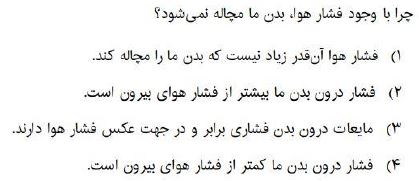 چرا با وجود فشار هوا، بدن ما مچاله نمی‌شود؟
۱) فشار هوا آن‌قدر زیاد نیست که بدن ما را مچاله کند.
۲) فشار درون بدن ما بیشتر از فشار هوای بیرون است.
۳) مایعات درون بدن فشاری برابر و در جهت عکس فشار هوا دارند.
۴) فشار درون بدن ما کمتر از فشار هوای بیرون است.